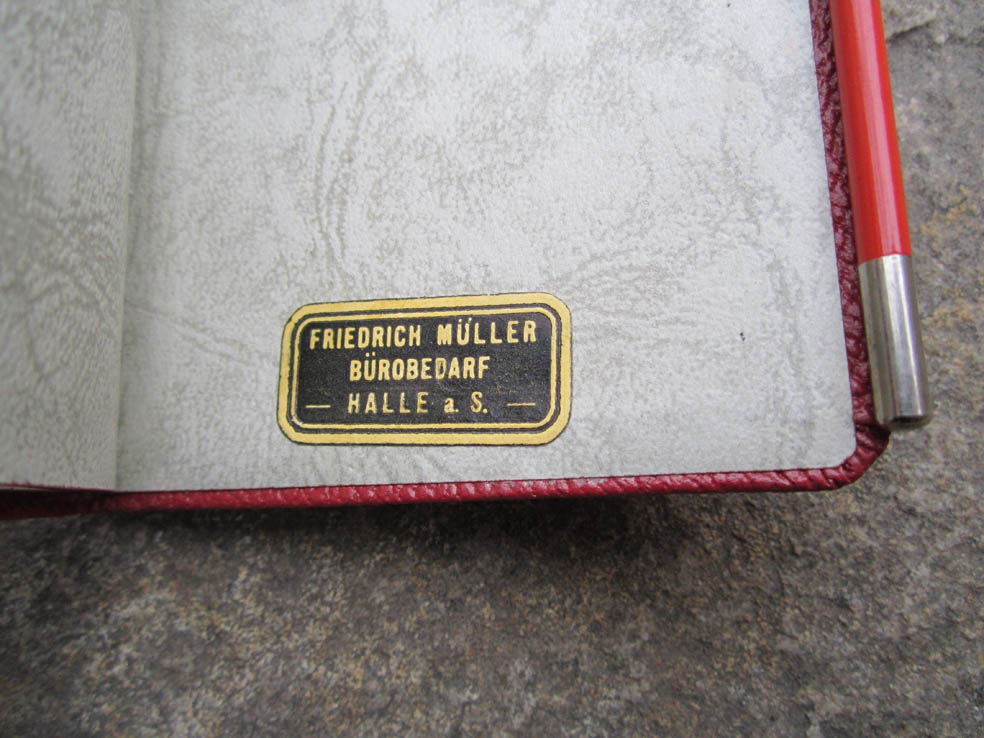 FRIEDRICH MÜLLER
BÜROBEDARF
— HALLE a. S. —